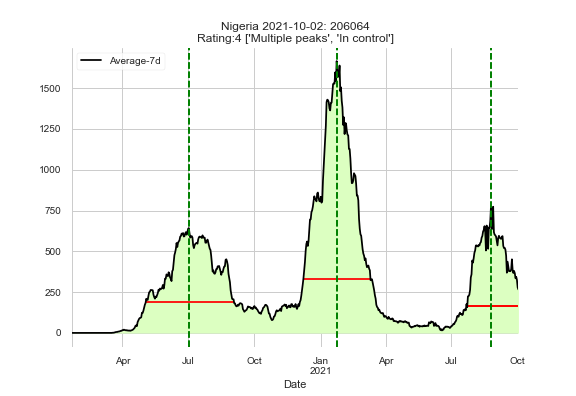 Nigeria 2021-10-02: 206064
Rating:4 ['Multiple peaks', 'In control']
Average-7d
1500
1250
1000
750
500
250
0
Apr
Jul
Oct
Jan
2021
Apr
Jul
Oct
Date